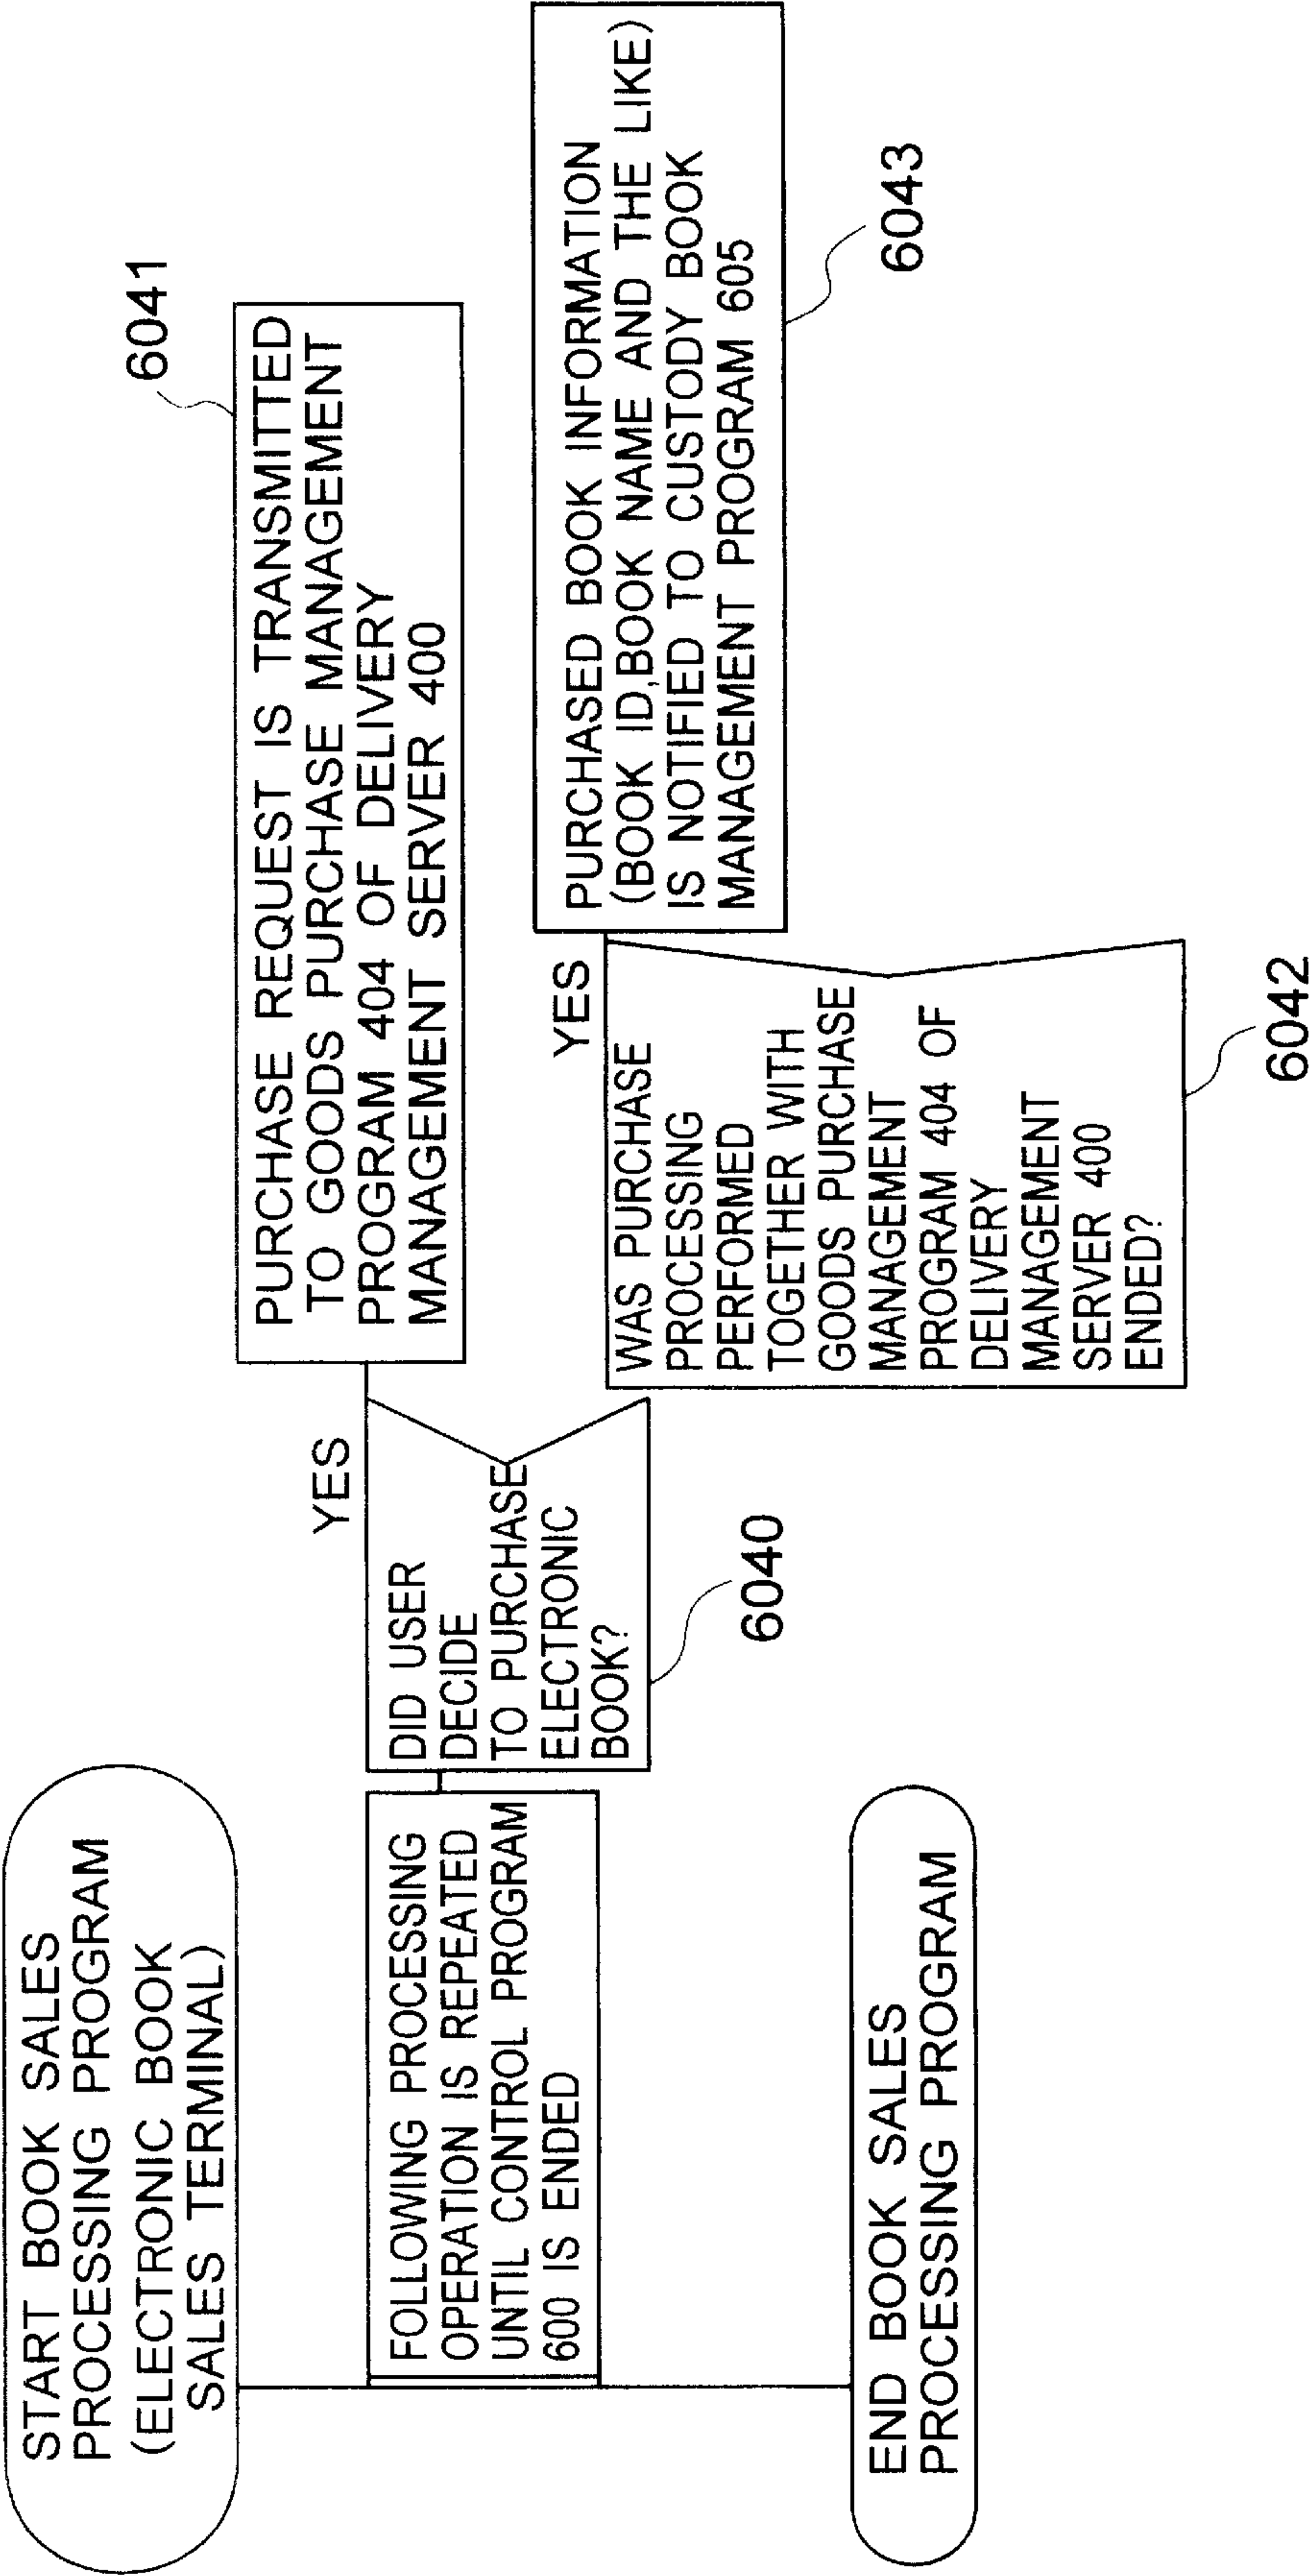 START BOOK SALES
PROCESSING PROGRAM
(ELECTRONIC BOOK
SALES TERMINAL)
FOLLOWING PROCESSING
OPERATION IS REPEATED
UNTIL CONTROL PROGRAM
600 IS ENDED
DID USER
DECIDE
TO PURCHASE
ELECTRONIC
BOOK?
6040
YES
PURCHASE REQUEST IS TRANSMITTED
TO GOODS PURCHASE MANAGEMENT
PROGRAM 404 OF DELIVERY
MANAGEMENT SERVER 400
6041
WAS PURCHASE
PROCESSING
PERFORMED
TOGETHER WITH
GOODS PURCHASE
MANAGEMENT
PROGRAM 404 OF
DELIVERY
MANAGEMENT
SERVER 400
ENDED?
6042
YES
PURCHASED BOOK INFORMATION
(BOOK ID,BOOK NAME AND THE LIKE)
IS NOTIFIED TO CUSTODY BOOK
MANAGEMENT PROGRAM 605
6043
END BOOK SALES
PROCESSING PROGRAM